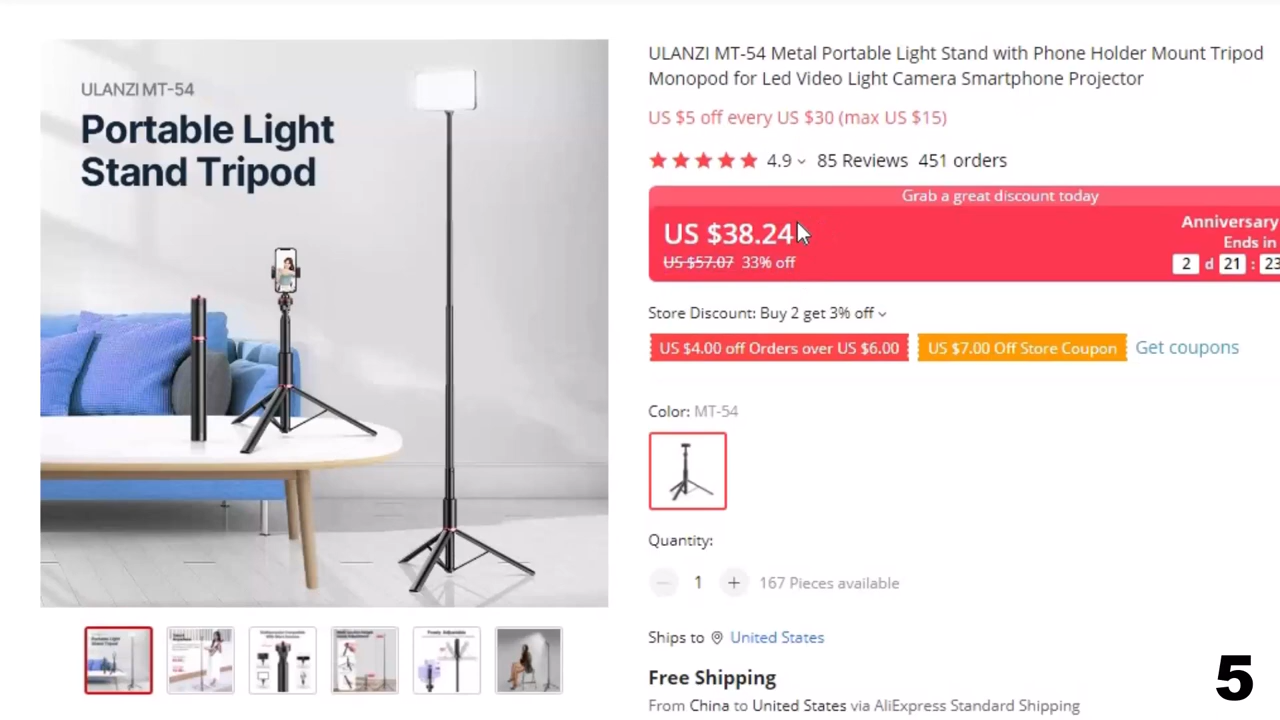 ULANZI MT-54
Portable Light
Stand Tripod
ULANZI MT-54 Metal Portable Light Stand with Phone Holder Mount Tripod
Monopod for Led Video Light Camera Smartphone Projector
US $5 off every US $30 (max US $15)
4.9 85 Reviews 451 orders
Grab a great discount today
US $38.24
US $57.07 33% off
Anniversary
Ends in
2 d 21 : 23
Store Discount: Buy 2 get 3% off
US $4.00 off Orders over US $6.00 US $7.00 Off Store Coupon Get coupons
Color: MT-54
Quantity:
1 + 167 Pieces available
Ships to United States
Free Shipping
From China to United States via AliExpress Standard Shipping
5